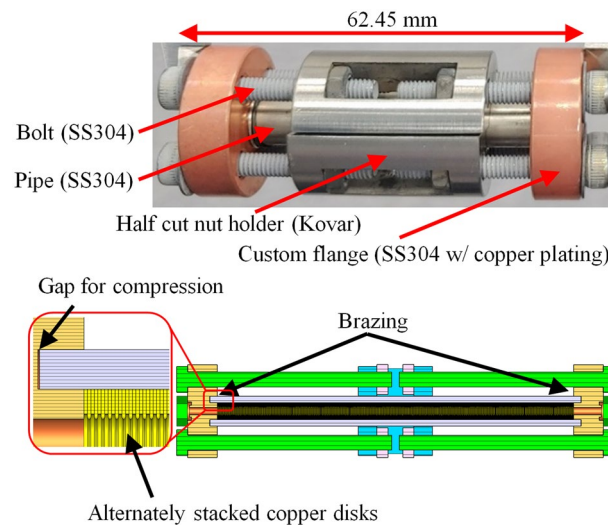 62.45 mm
Bolt (SS304)
Pipe (SS304)
Half cut nut holder (Kovar)
Custom flange (SS304 w/ copper plating)
Gap for compression
Brazing
Alternately stacked copper disks